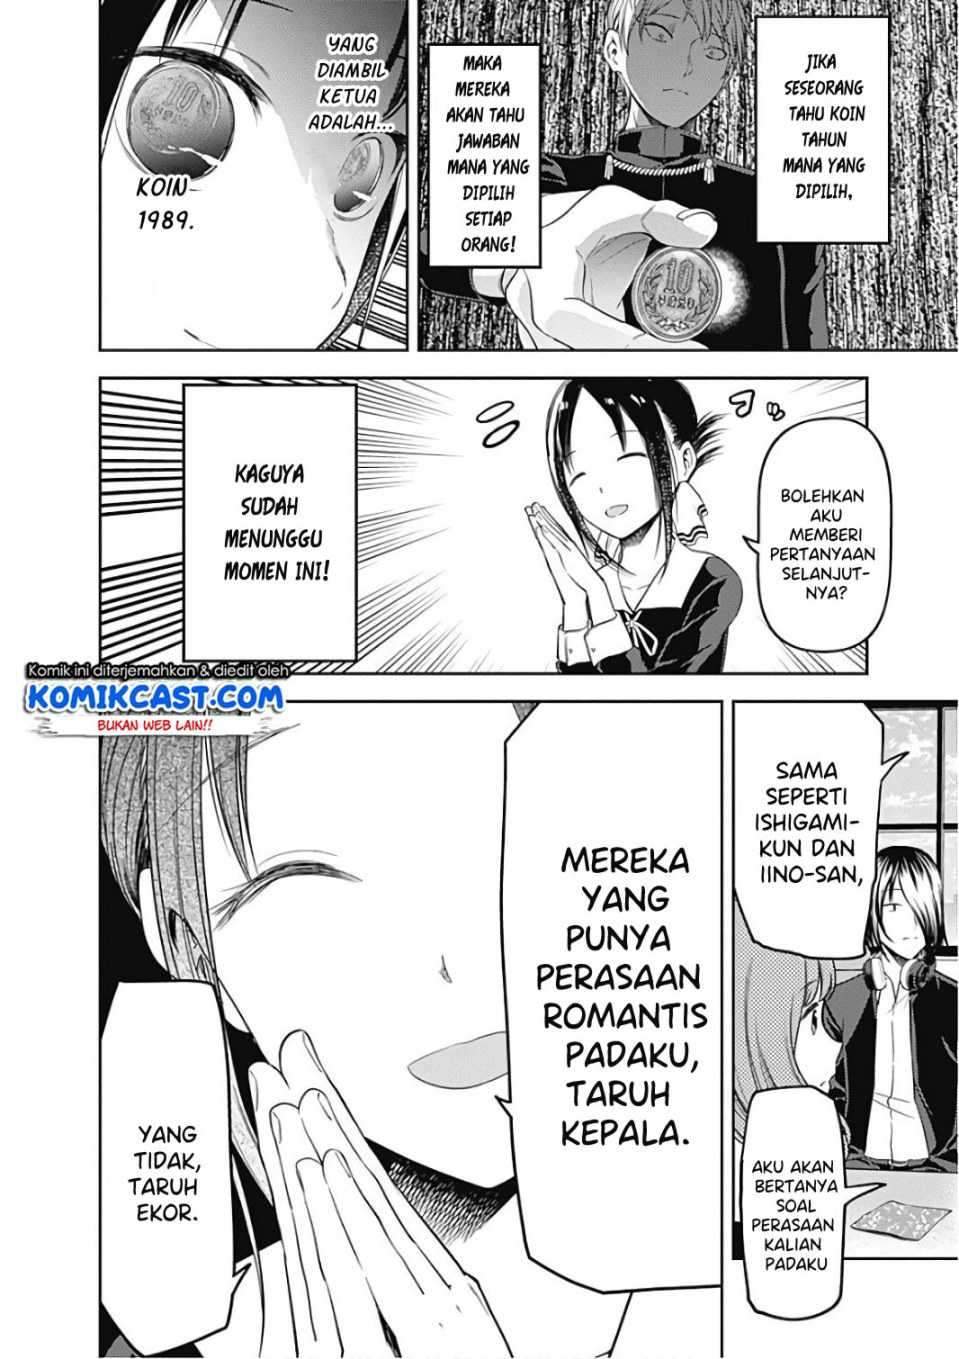 JIKA
SESEORANG
TAHU KOIN
TAHUN
MANA YANG
DIPILIH,
MAKA
MEREKA
AKAN TAHU
JAWABAN
MANA YANG
DIPILIH
SETIAP
ORANG!
10
YANG
DIAMBIL
KETUA
ADALAH...
10
KOIN
1989.
BOLEHKAN
AKU
MEMBERI
PERTANYAAN
SELANJUT-
NYA?
KAGUYA
SUDAH
MENUNGGU
MOMEN INI!
Komik ini diterjemahkan & diedit oleh
KOMIKCAST.COM
BUKAN WEB LAIN!!
SAMA
SEPERTI
ISHIGAMI-
KUN DAN
IINO-SAN,
AKU AKAN
BERTANYA
SOAL
PERASAAN
KALIAN
PADAKU
MEREKA
YANG
PUNYA
PERASAAN
ROMANTIS
PADAKU,
TARUH
KEPALA.
YANG
TIDAK,
TARUH
EKOR.